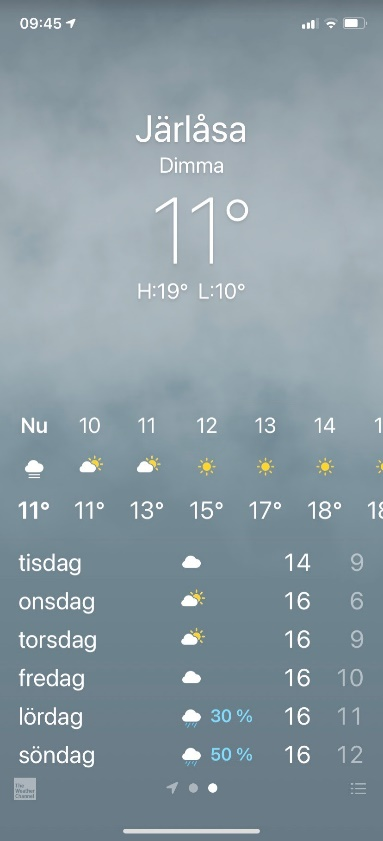 09:45
Järlåsa
Dimma
11°
H:19° L:10°
Nu 10 11 12 13 14 1
11° 11° 13° 15° 17° 18° 18
tisdag 14 9
onsdag 16 6
torsdag 16 9
fredag 16 10
lördag 30 % 16 11
söndag 50 % 16 12
The
Weather
Channel